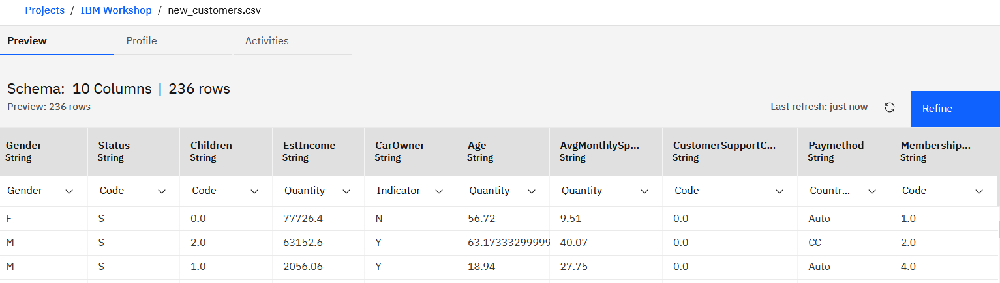 Projects / IBM Workshop / new_customers.csv
Preview Profile Activities
Schema: 10 Columns | 236 rows
Preview: 236 rows
Last refresh: just now
Refine
Gender Status Children EstIncome CarOwner Age AvgMonthlySp... CustomerSupportC... Paymethod Membership...
String String String String String String String String String String
Gender Code Code Quantity Indicator Quantity Quantity Code Countr... Code
F S 0.0 77726.4 N 56.72 9.51 0.0 Auto 1.0
M S 2.0 63152.6 Y 63.17333299999 40.07 0.0 CC 2.0
M S 1.0 2056.06 Y 18.94 27.75 0.0 Auto 4.0